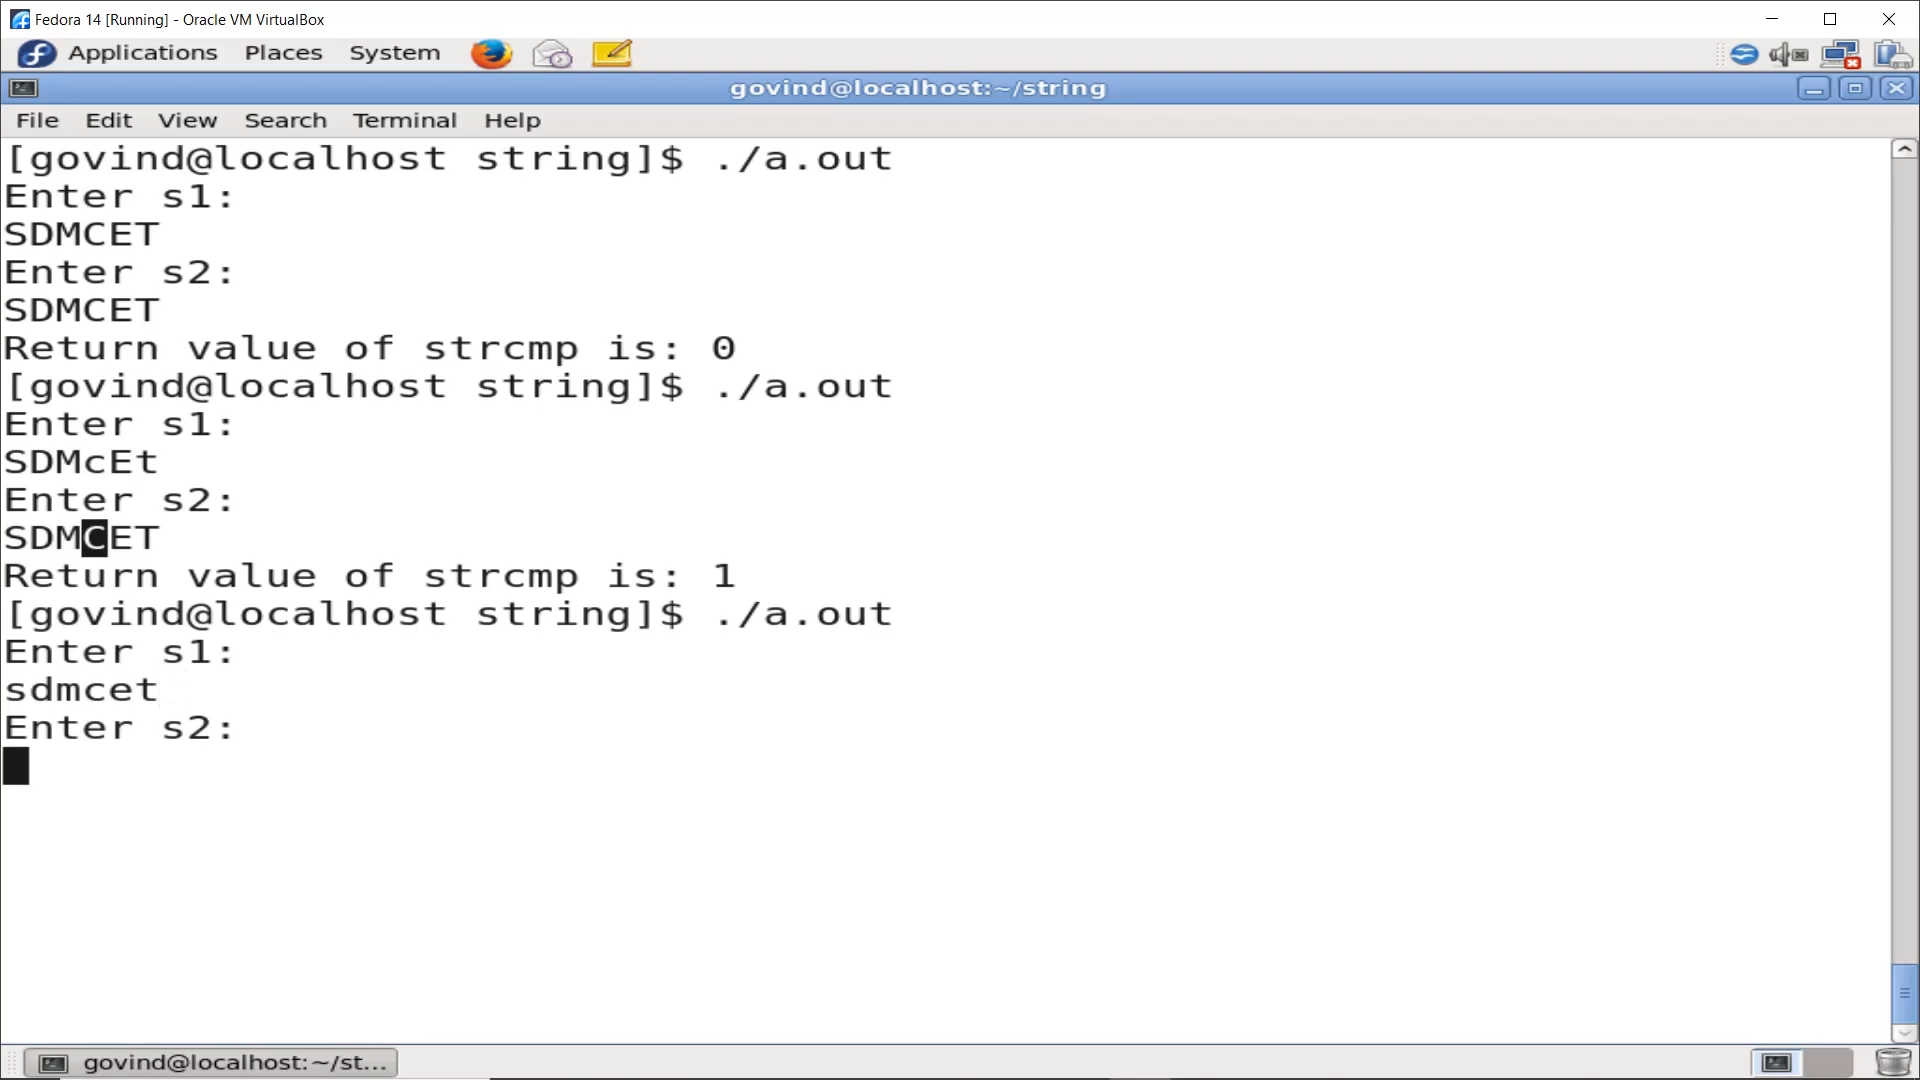 Fedora 14 [Running] - Oracle VM VirtualBox
Applications Places System
govind@localhost:~/string
File Edit View Search Terminal Help
[govind@localhost string]$ ./a.out
Enter s1:
SDMCET
Enter s2:
SDMCET
Return value of strcmp is: 0
[govind@localhost string]$ ./a.out
Enter s1:
SDMcEt
Enter s2:
SDMCET
Return value of strcmp is: 1
[govind@localhost string]$ ./a.out
Enter s1:
sdmcet
Enter s2:
govind@localhost:~/st...